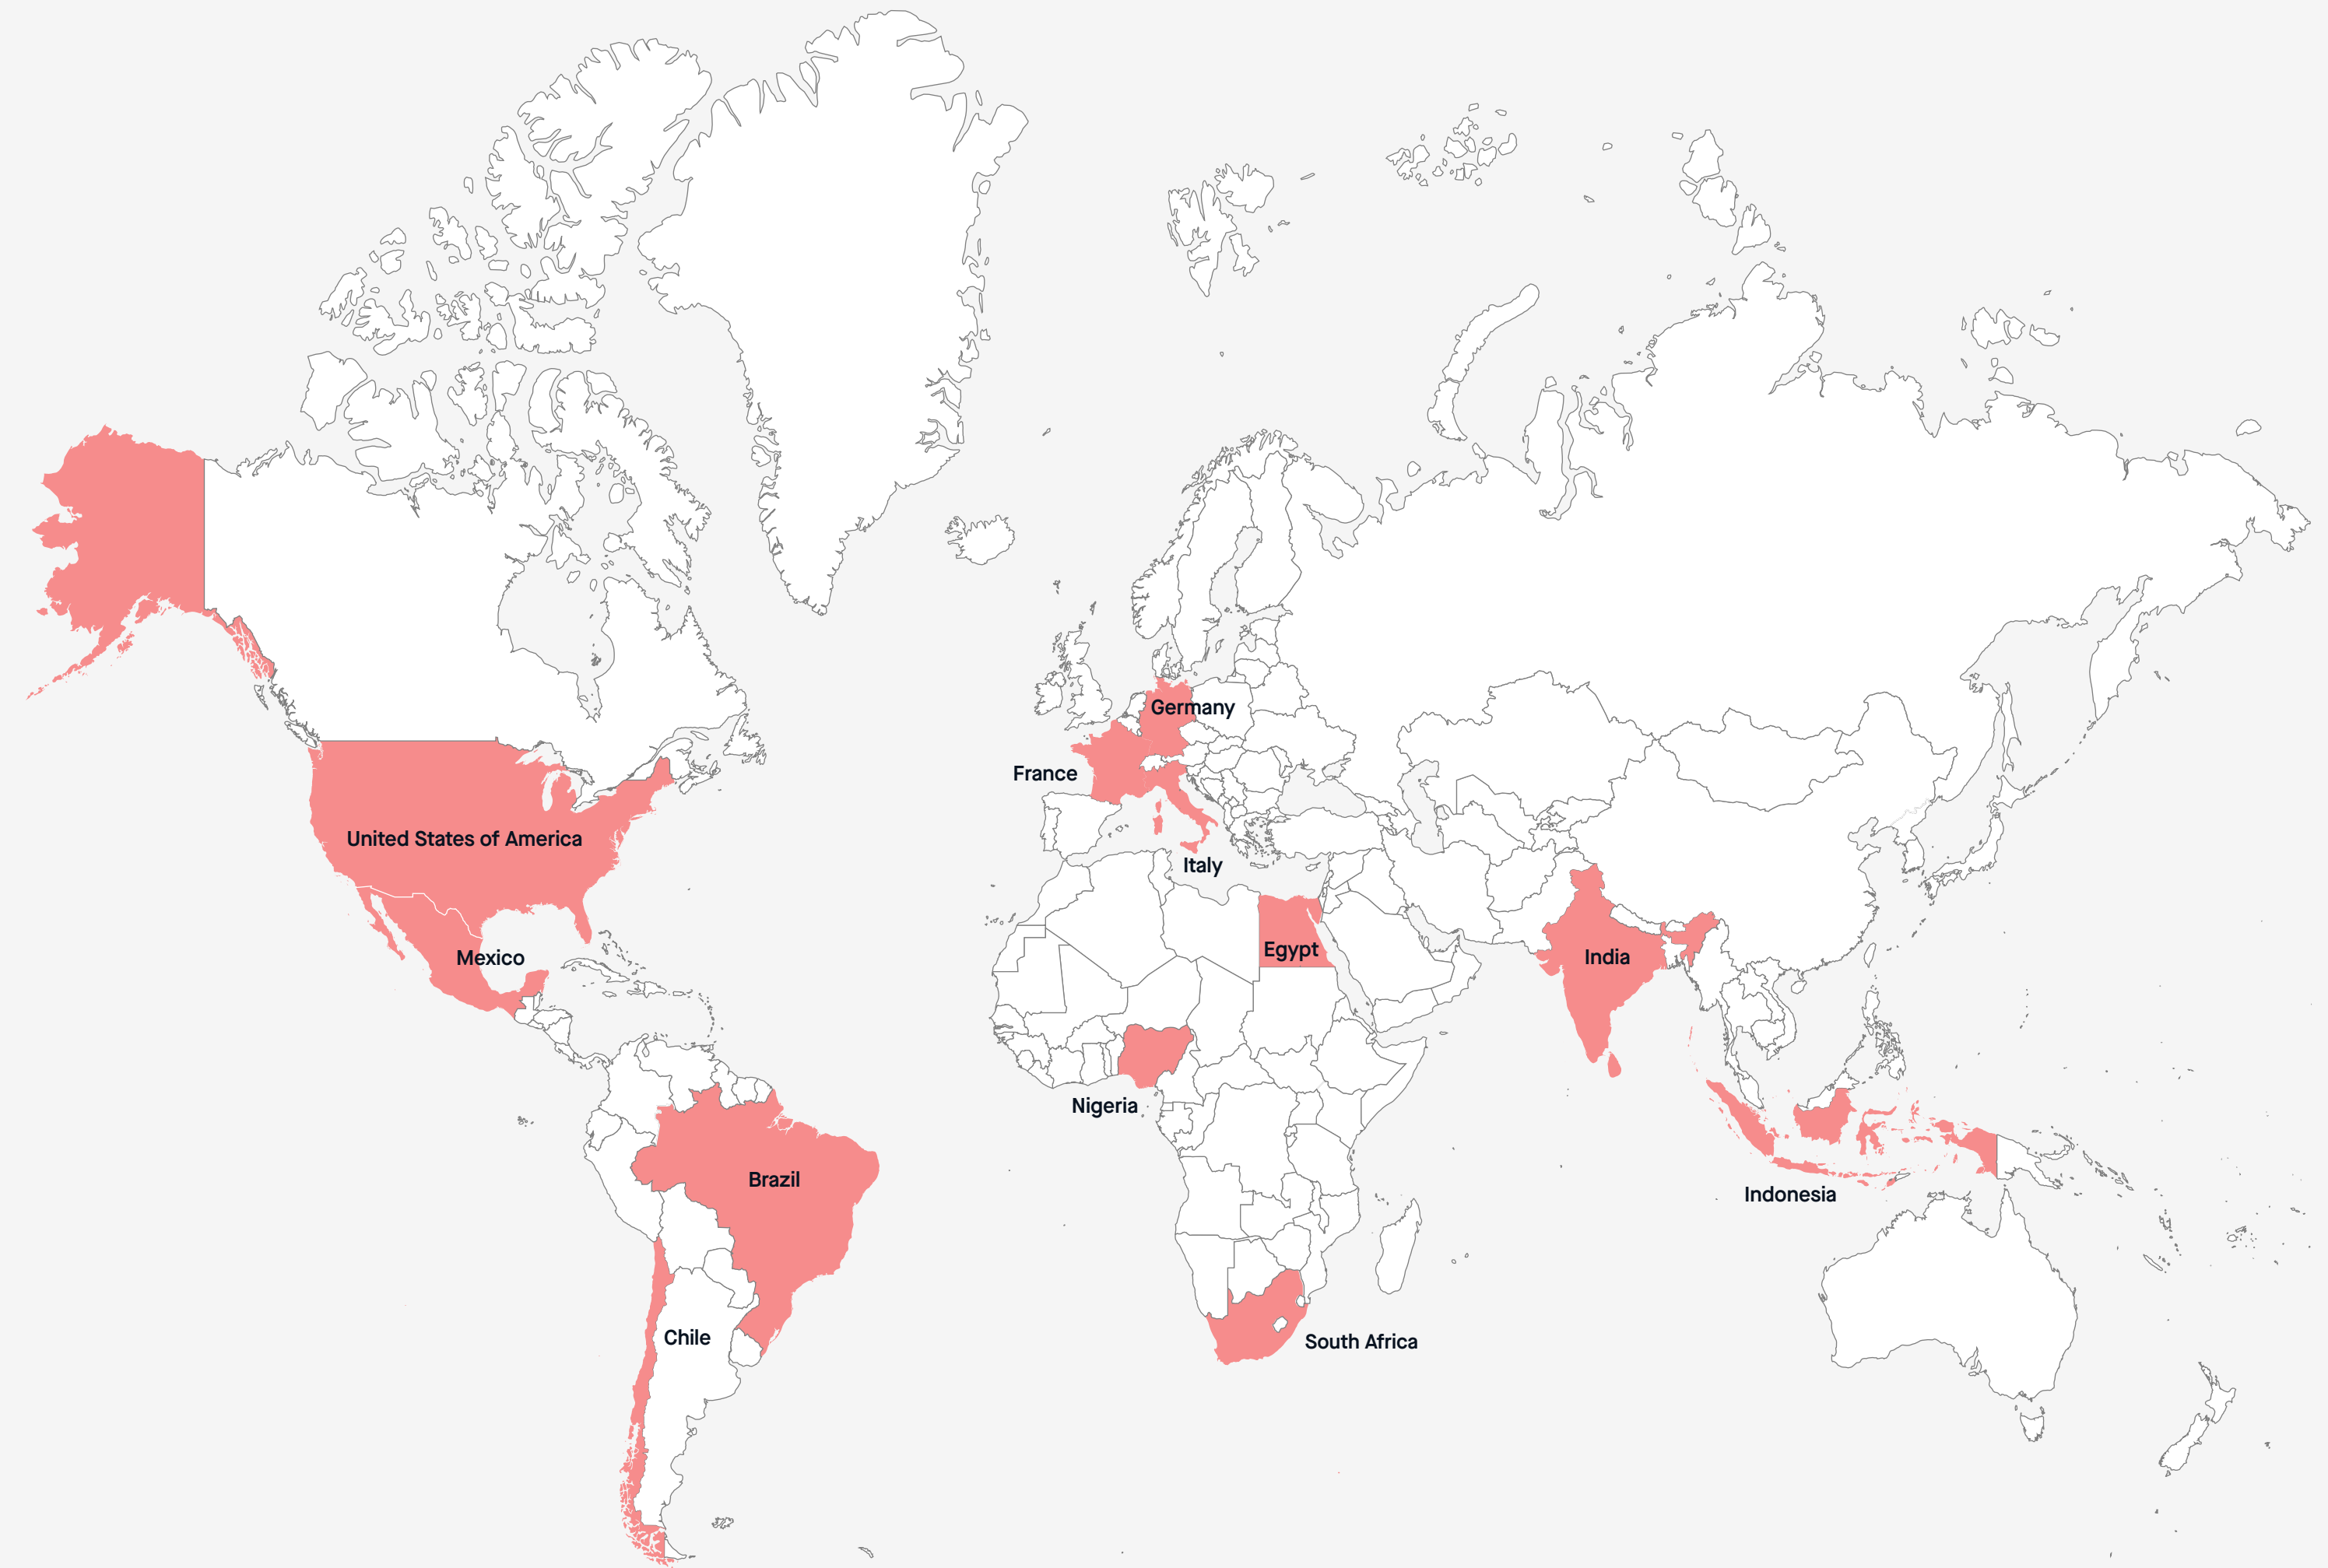 Germany
France
United States of America
Italy
Egypt
Mexico
India
Nigeria
Brazil
Indonesia
Chile
South Africa